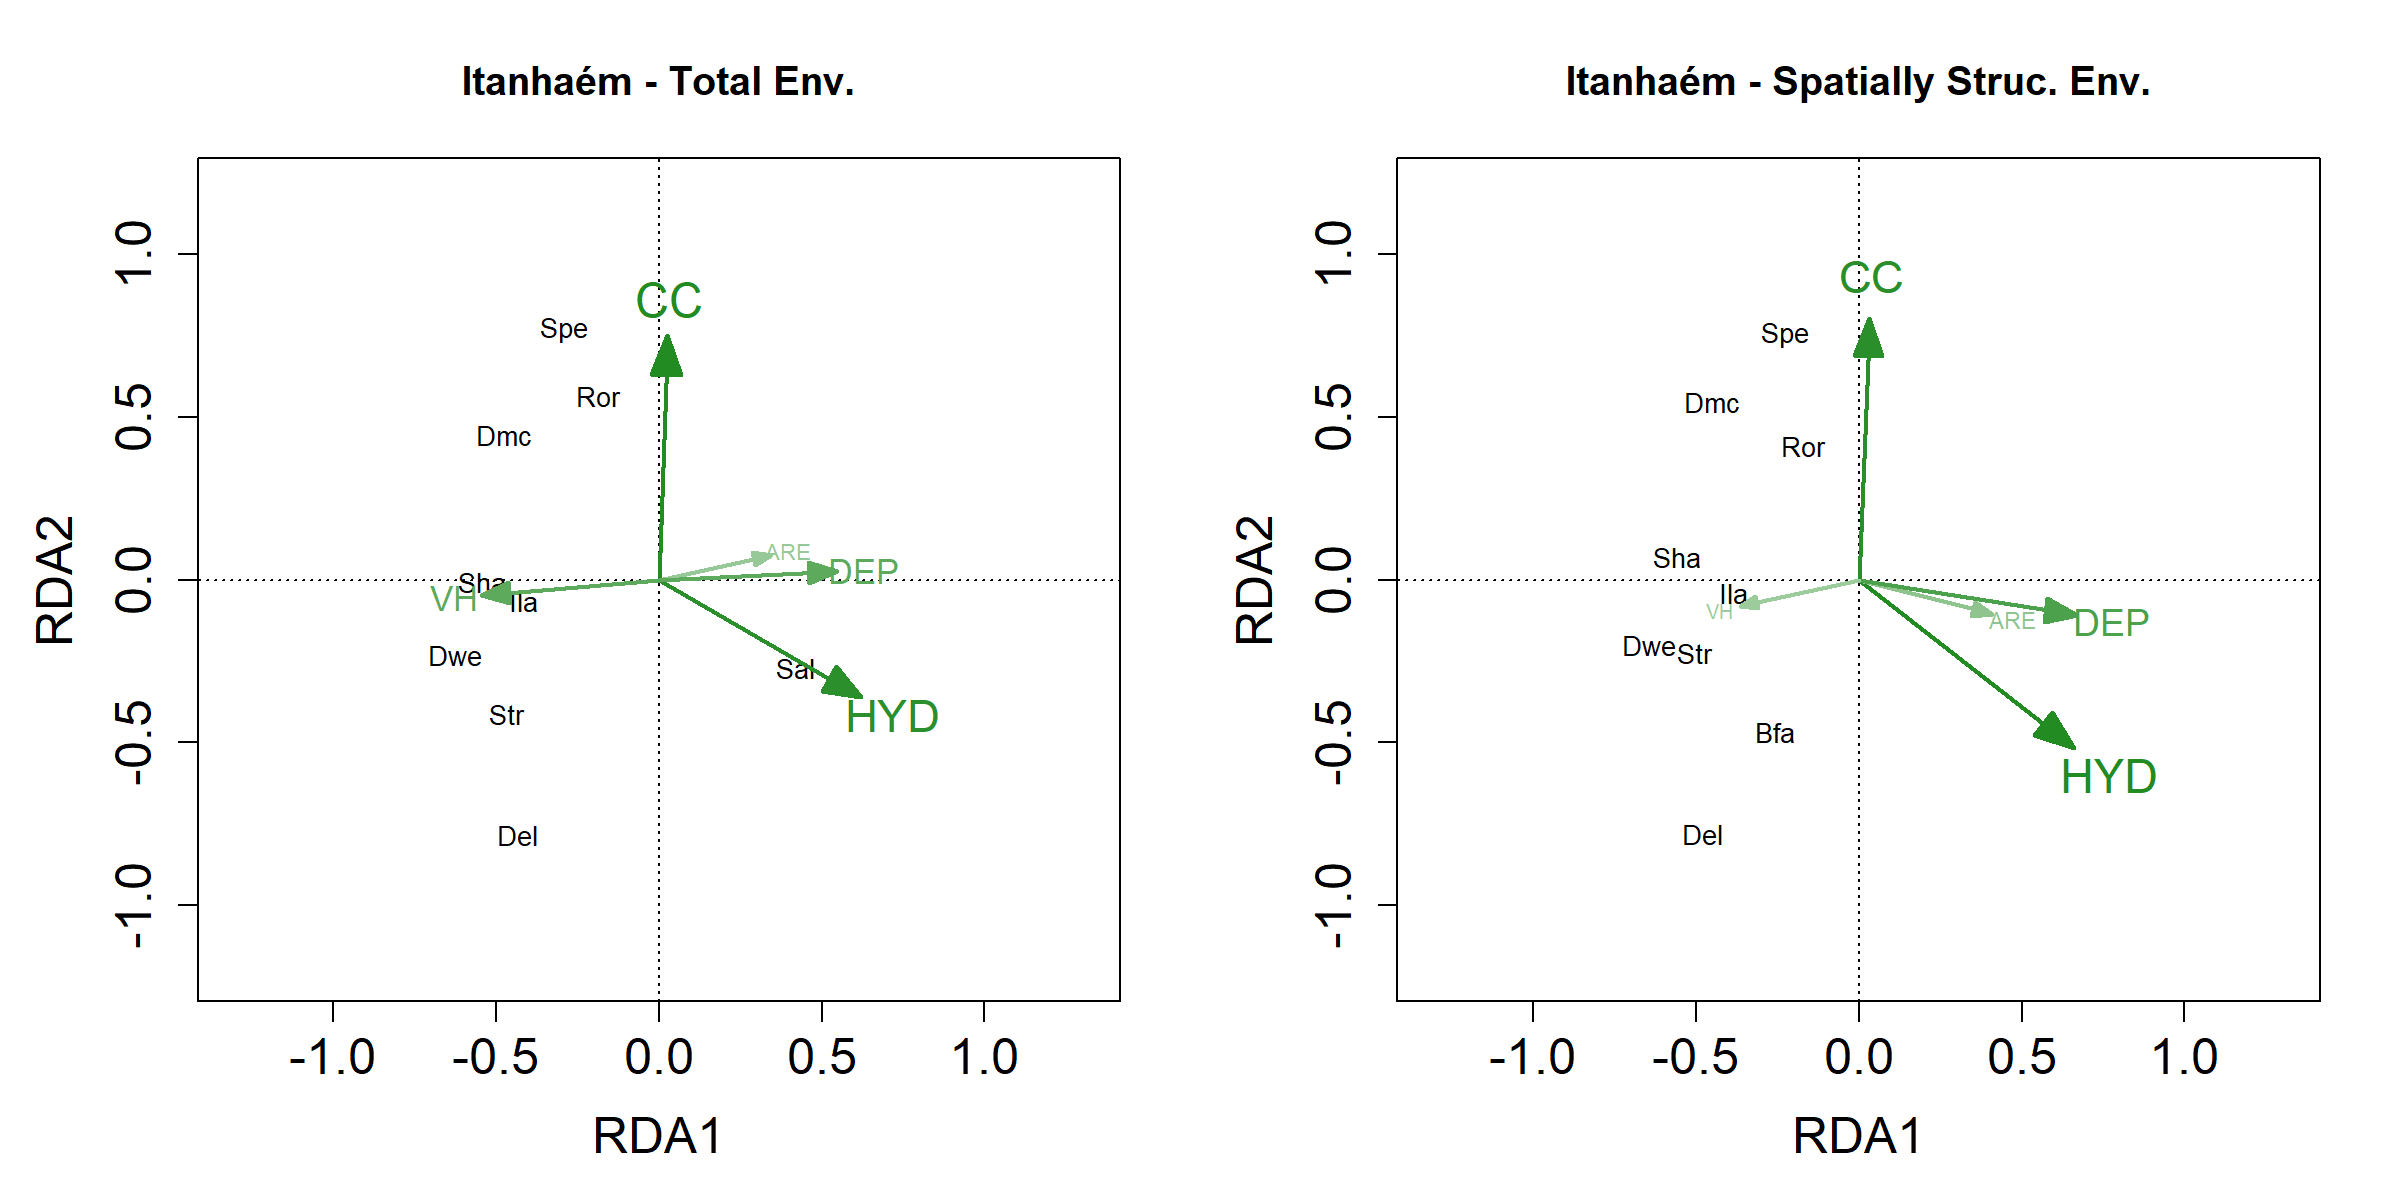 Itanhaém - Total Env.
RDA2
1.0
0.5
0.0
-0.5
-1.0
CC
Spe
Ror
Dmc
ARE
DEP
Sha
VH
Ila
Dwe
Sal
Str
HYD
Del
-1.0 -0.5 0.0 0.5 1.0
RDA1
Itanhaém - Spatially Struc. Env.
RDA2
1.0
0.5
0.0
-0.5
-1.0
CC
Spe
Dmc
Ror
Sha
Ila
VH
ARE
DEP
Dwe
Str
Bfa
HYD
Del
-1.0 -0.5 0.0 0.5 1.0
RDA1